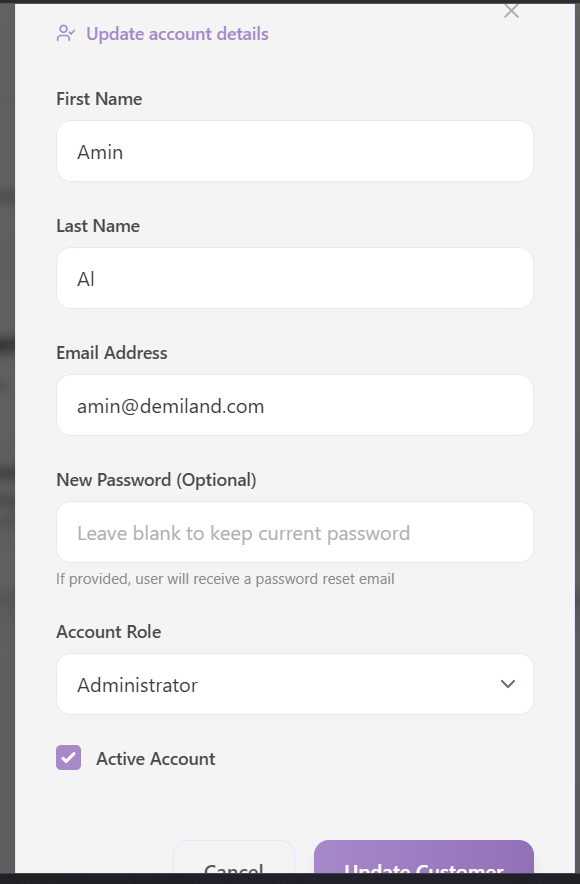 Update account details
First Name
Amin
Last Name
Al
Email Address
amin@demiland.com
New Password (Optional)
Leave blank to keep current password
If provided, user will receive a password reset email
Account Role
Administrator
Active Account
Cancel
Update Customer